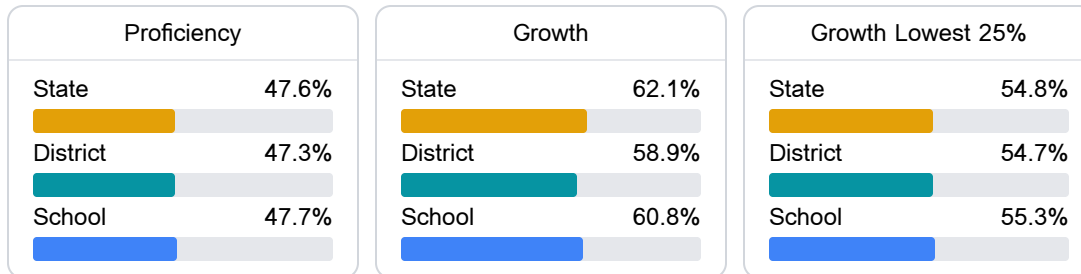 Proficiency
State 47.6%
District 47.3%
School 47.7%
Growth
State 62.1%
District 58.9%
School 60.8%
Growth Lowest 25%
State 54.8%
District 54.7%
School 55.3%